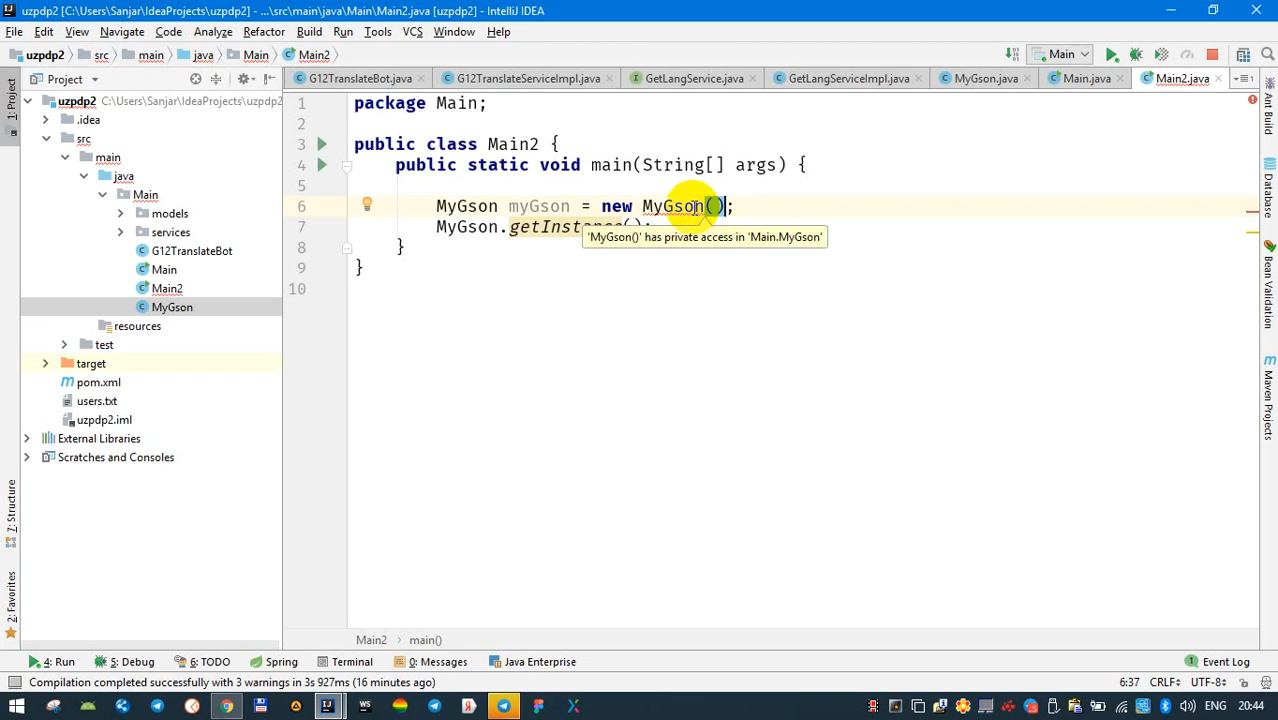 uzpdp2 [C:\Users\Sanjar\IdeaProjects\uzpdp2] - ...\src\main\java\Main\Main2.java [uzpdp2] - IntelliJ IDEA
File Edit View Navigate Code Analyze Refactor Build Run Tools VCS Window Help
uzpdp2 src main java Main Main2 Main
1: Project
Project
G12TranslateBot.java G12TranslateServiceImpl.java GetLangService.java GetLangServiceImpl.java MyGson.java Main.java Main2.java
uzpdp2 C:\Users\Sanjar\IdeaProjects\uzpdp2
.idea
src
main
java
Main
models
services
G12TranslateBot
Main
Main2
MyGson
resources
test
target
pom.xml
users.txt
uzpdp2.iml
External Libraries
Scratches and Consoles
1 package Main;
2
3 public class Main2 {
4 public static void main(String[] args) {
5
6 MyGson myGson = new MyGson();
7 MyGson.getInstance();
'MyGson()' has private access in 'Main.MyGson'
8 }
9 }
10
Ant Build
Database
Bean Validation
Maven Projects
7: Structure
2: Favorites
Main2 main()
4: Run 5: Debug 6: TODO Spring Terminal 0: Messages Java Enterprise Event Log
Compilation completed successfully with 3 warnings in 3s 927ms (16 minutes ago) 6:37 CRLF UTF-8
WS ENG 20:44